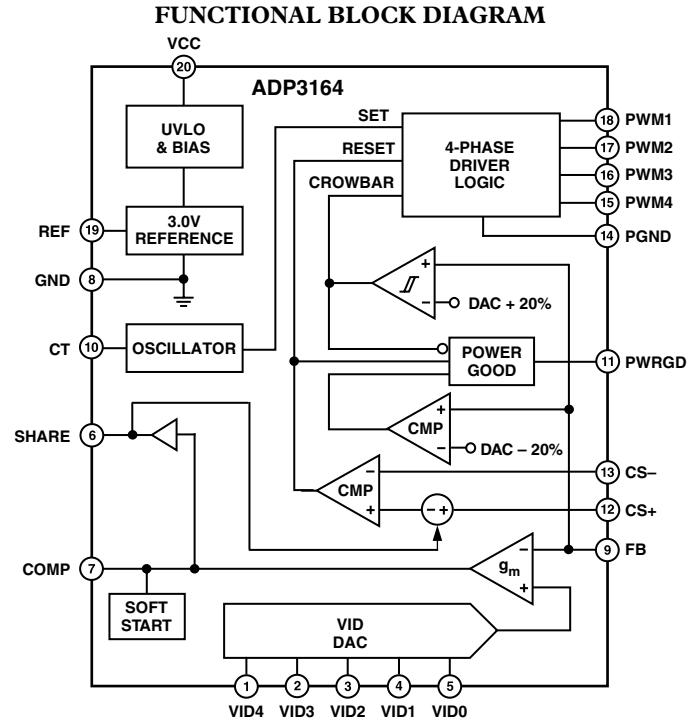 FUNCTIONAL BLOCK DIAGRAM
VCC
20
ADP3164
UVLO
& BIAS
SET
RESET
CROWBAR
4-PHASE
DRIVER
LOGIC
18 PWM1
17 PWM2
16 PWM3
15 PWM4
14 PGND
REF 19
3.0V
REFERENCE
GND 8
+
–
DAC + 20%
CT 10
OSCILLATOR
POWER
GOOD
11 PWRGD
SHARE 6
+
CMP
–
DAC – 20%
–
CMP
+
– +
13 CS–
12 CS+
9 FB
COMP 7
–
gm
+
SOFT
START
VID
DAC
1 2 3 4 5
VID4 VID3 VID2 VID1 VID0